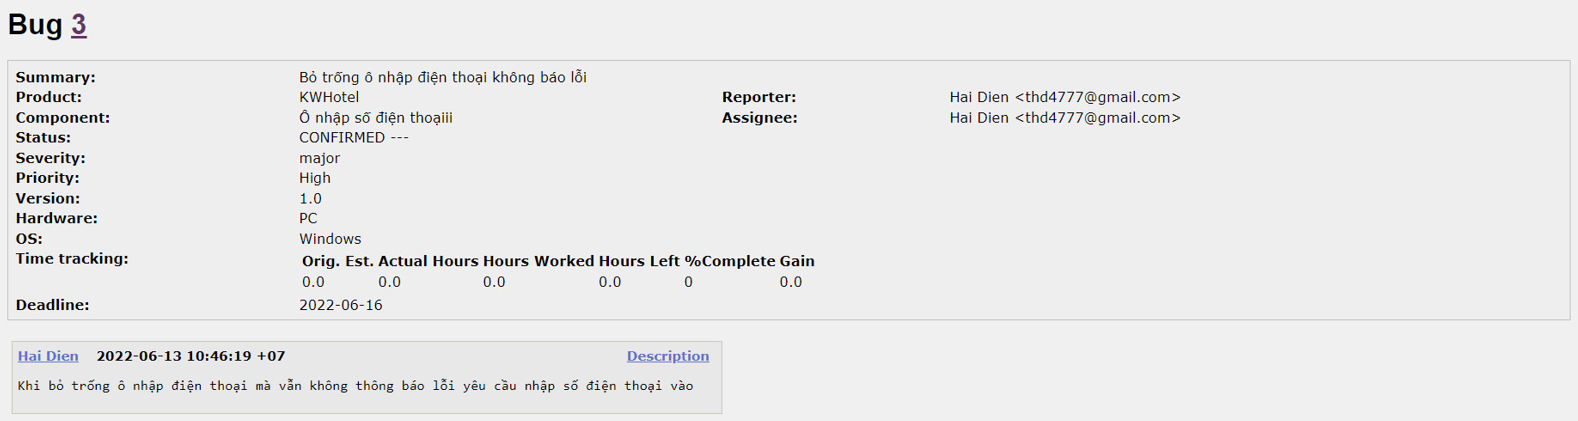 Bug 3
Summary: Bỏ trống ô nhập điện thoại không báo lỗi
Product: KWHotel Reporter: Hai Dien <thd4777@gmail.com>
Component: Ô nhập số điện thoạiii Assignee: Hai Dien <thd4777@gmail.com>
Status: CONFIRMED ---
Severity: major
Priority: High
Version: 1.0
Hardware: PC
OS: Windows
Time tracking: Orig. Est. Actual Hours Hours Worked Hours Left %Complete Gain
0.0 0.0 0.0 0.0 0 0.0
Deadline: 2022-06-16
Hai Dien 2022-06-13 10:46:19 +07 Description
Khi bỏ trống ô nhập điện thoại mà vẫn không thông báo lỗi yêu cầu nhập số điện thoại vào